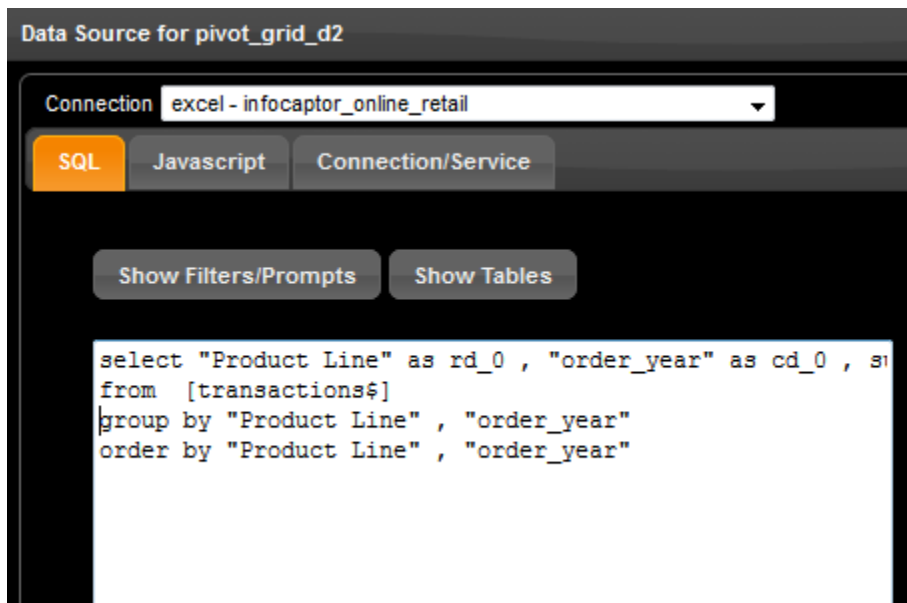 Data Source for pivot_grid_d2
Connection excel - infocaptor_online_retail
SQL Javascript Connection/Service
Show Filters/Prompts Show Tables
select "Product Line" as rd_0 , "order_year" as cd_0 ,
from [transactions$]
group by "Product Line" , "order_year"
order by "Product Line" , "order_year"